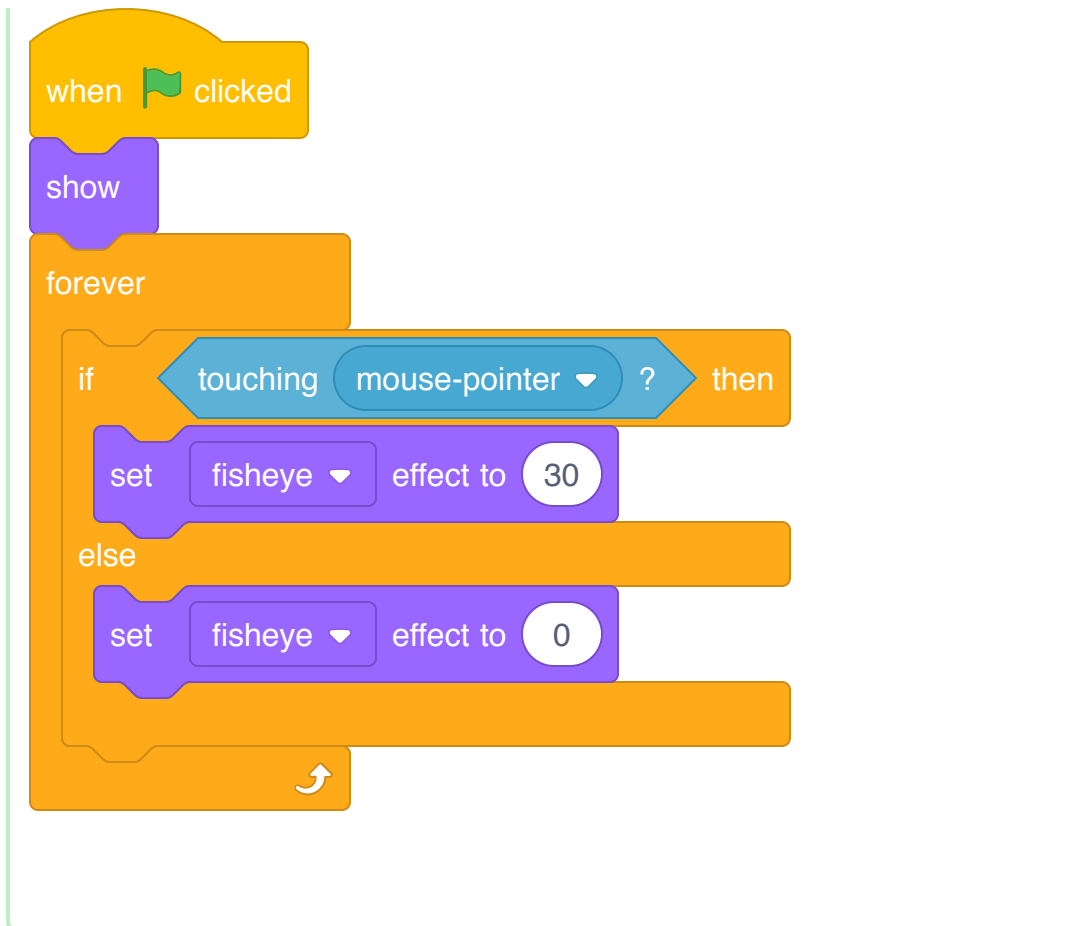 when clicked
show
forever
if touching mouse-pointer ? then
set fisheye effect to 30
else
set fisheye effect to 0